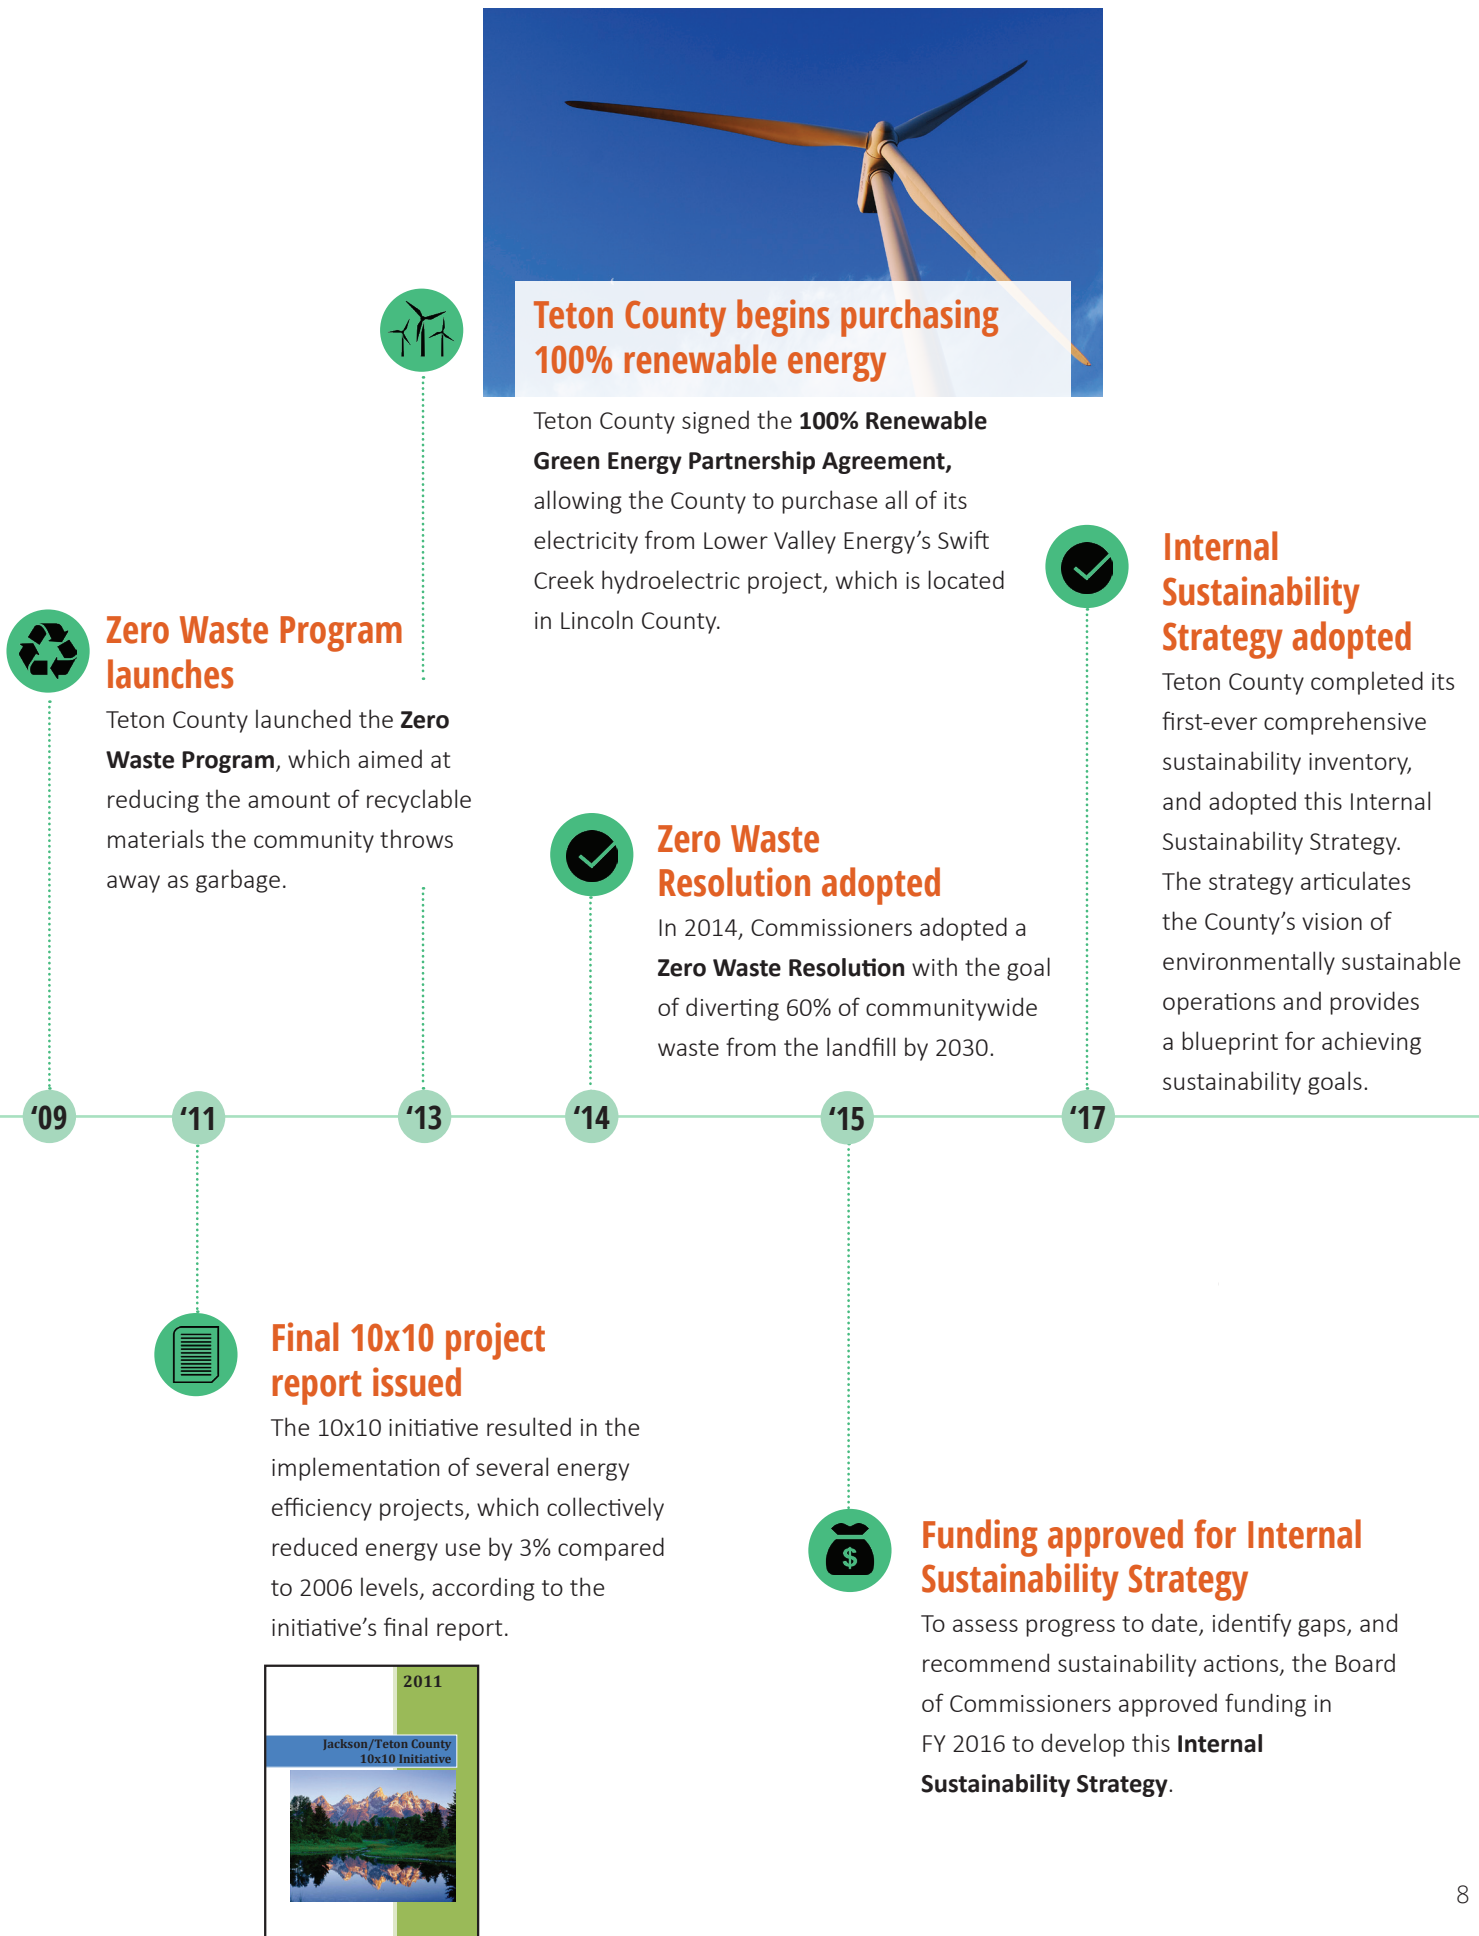 Teton County begins purchasing
100% renewable energy
Teton County signed the 100% Renewable
Green Energy Partnership Agreement,
allowing the County to purchase all of its
electricity from Lower Valley Energy’s Swift
Creek hydroelectric project, which is located
in Lincoln County.
Internal
Sustainability
Strategy adopted
Teton County completed its
first-ever comprehensive
sustainability inventory,
and adopted this Internal
Sustainability Strategy.
The strategy articulates
the County’s vision of
environmentally sustainable
operations and provides
a blueprint for achieving
sustainability goals.
Zero Waste Program
launches
Teton County launched the Zero
Waste Program, which aimed at
reducing the amount of recyclable
materials the community throws
away as garbage.
Zero Waste
Resolution adopted
In 2014, Commissioners adopted a
Zero Waste Resolution with the goal
of diverting 60% of communitywide
waste from the landfill by 2030.
‘09
‘11
‘13
‘14
‘15
‘17
Final 10x10 project
report issued
The 10x10 initiative resulted in the
implementation of several energy
efficiency projects, which collectively
reduced energy use by 3% compared
to 2006 levels, according to the
initiative’s final report.
2011
Jackson/Teton County
10x10 Initiative
$
Funding approved for Internal
Sustainability Strategy
To assess progress to date, identify gaps, and
recommend sustainability actions, the Board
of Commissioners approved funding in
FY 2016 to develop this Internal
Sustainability Strategy.
8